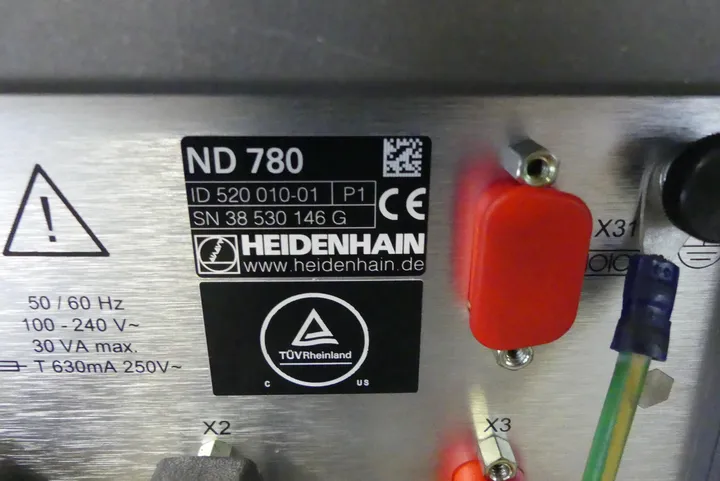 ND 780
ID 520 010-01 P1
SN 38 530 146 G
CE
HEIDENHAIN
www.heidenhain.de
50 / 60 Hz
100 - 240 V~
30 VA max.
T 630mA 250V~
TÜVRheinland
C US
X31
X2
X3